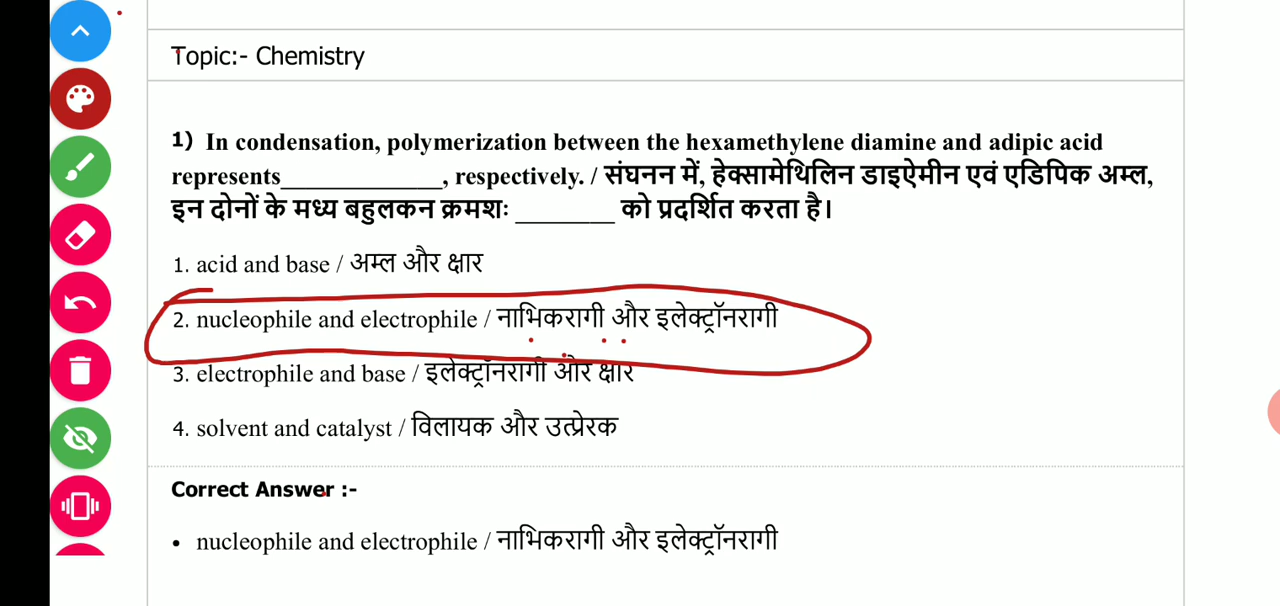 Topic:- Chemistry
1) In condensation, polymerization between the hexamethylene diamine and adipic acid
represents____________, respectively. / संघनन में, हेक्सामेथिलिन डाइऐमीन एवं एडिपिक अम्ल,
इन दोनों के मध्य बहुलकन क्रमशः ________ को प्रदर्शित करता है।
1. acid and base / अम्ल और क्षार
2. nucleophile and electrophile / नाभिकरागी और इलेक्ट्रॉनरागी
3. electrophile and base / इलेक्ट्रॉनरागी और क्षार
4. solvent and catalyst / विलायक और उत्प्रेरक
Correct Answer :-
• nucleophile and electrophile / नाभिकरागी और इलेक्ट्रॉनरागी